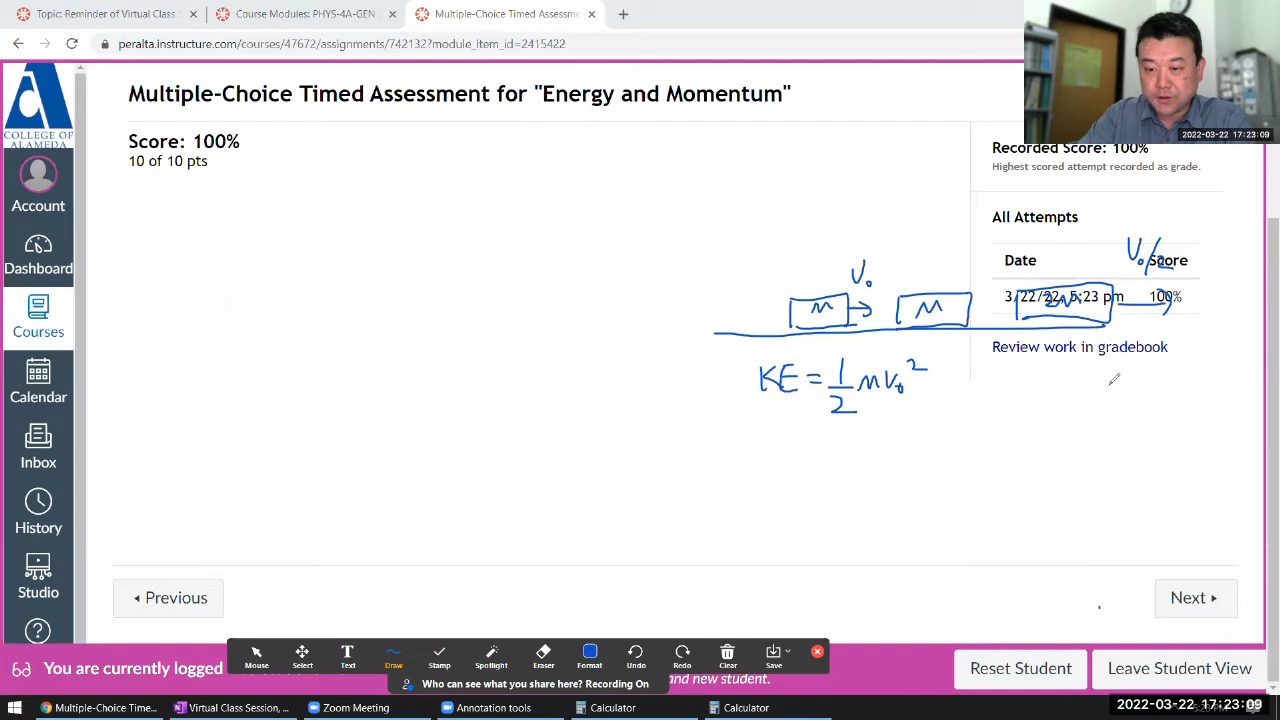 Topic: Reminder of Virtual Class
Course Modules: PHYS-4A-GEN
Multiple-Choice Timed Assessme
peralta.instructure.com/courses/47672/assignments/742132?module_item_id=2415422
2022-03-22 17:23:09
COLLEGE OF
ALAMEDA
Account
Dashboard
Courses
Calendar
Inbox
History
Studio
Multiple-Choice Timed Assessment for "Energy and Momentum"
Score: 100%
10 of 10 pts
Recorded Score: 100%
Highest scored attempt recorded as grade.
All Attempts
Date Score
3/22/22, 5:23 pm 100%
Review work in gradebook
V₀
V₀/2
M M 2M
KE = 1/2 MV₀²
Previous
Next
Mouse Select Text Draw Stamp Spotlight Eraser Format Undo Redo Clear Save
Who can see what you share here? Recording On
You are currently logged
and new student.
Reset Student
Leave Student View
Multiple-Choice Time...
Virtual Class Session, ...
Zoom Meeting
Annotation tools
Calculator
Calculator
2022-03-22 17:23:09